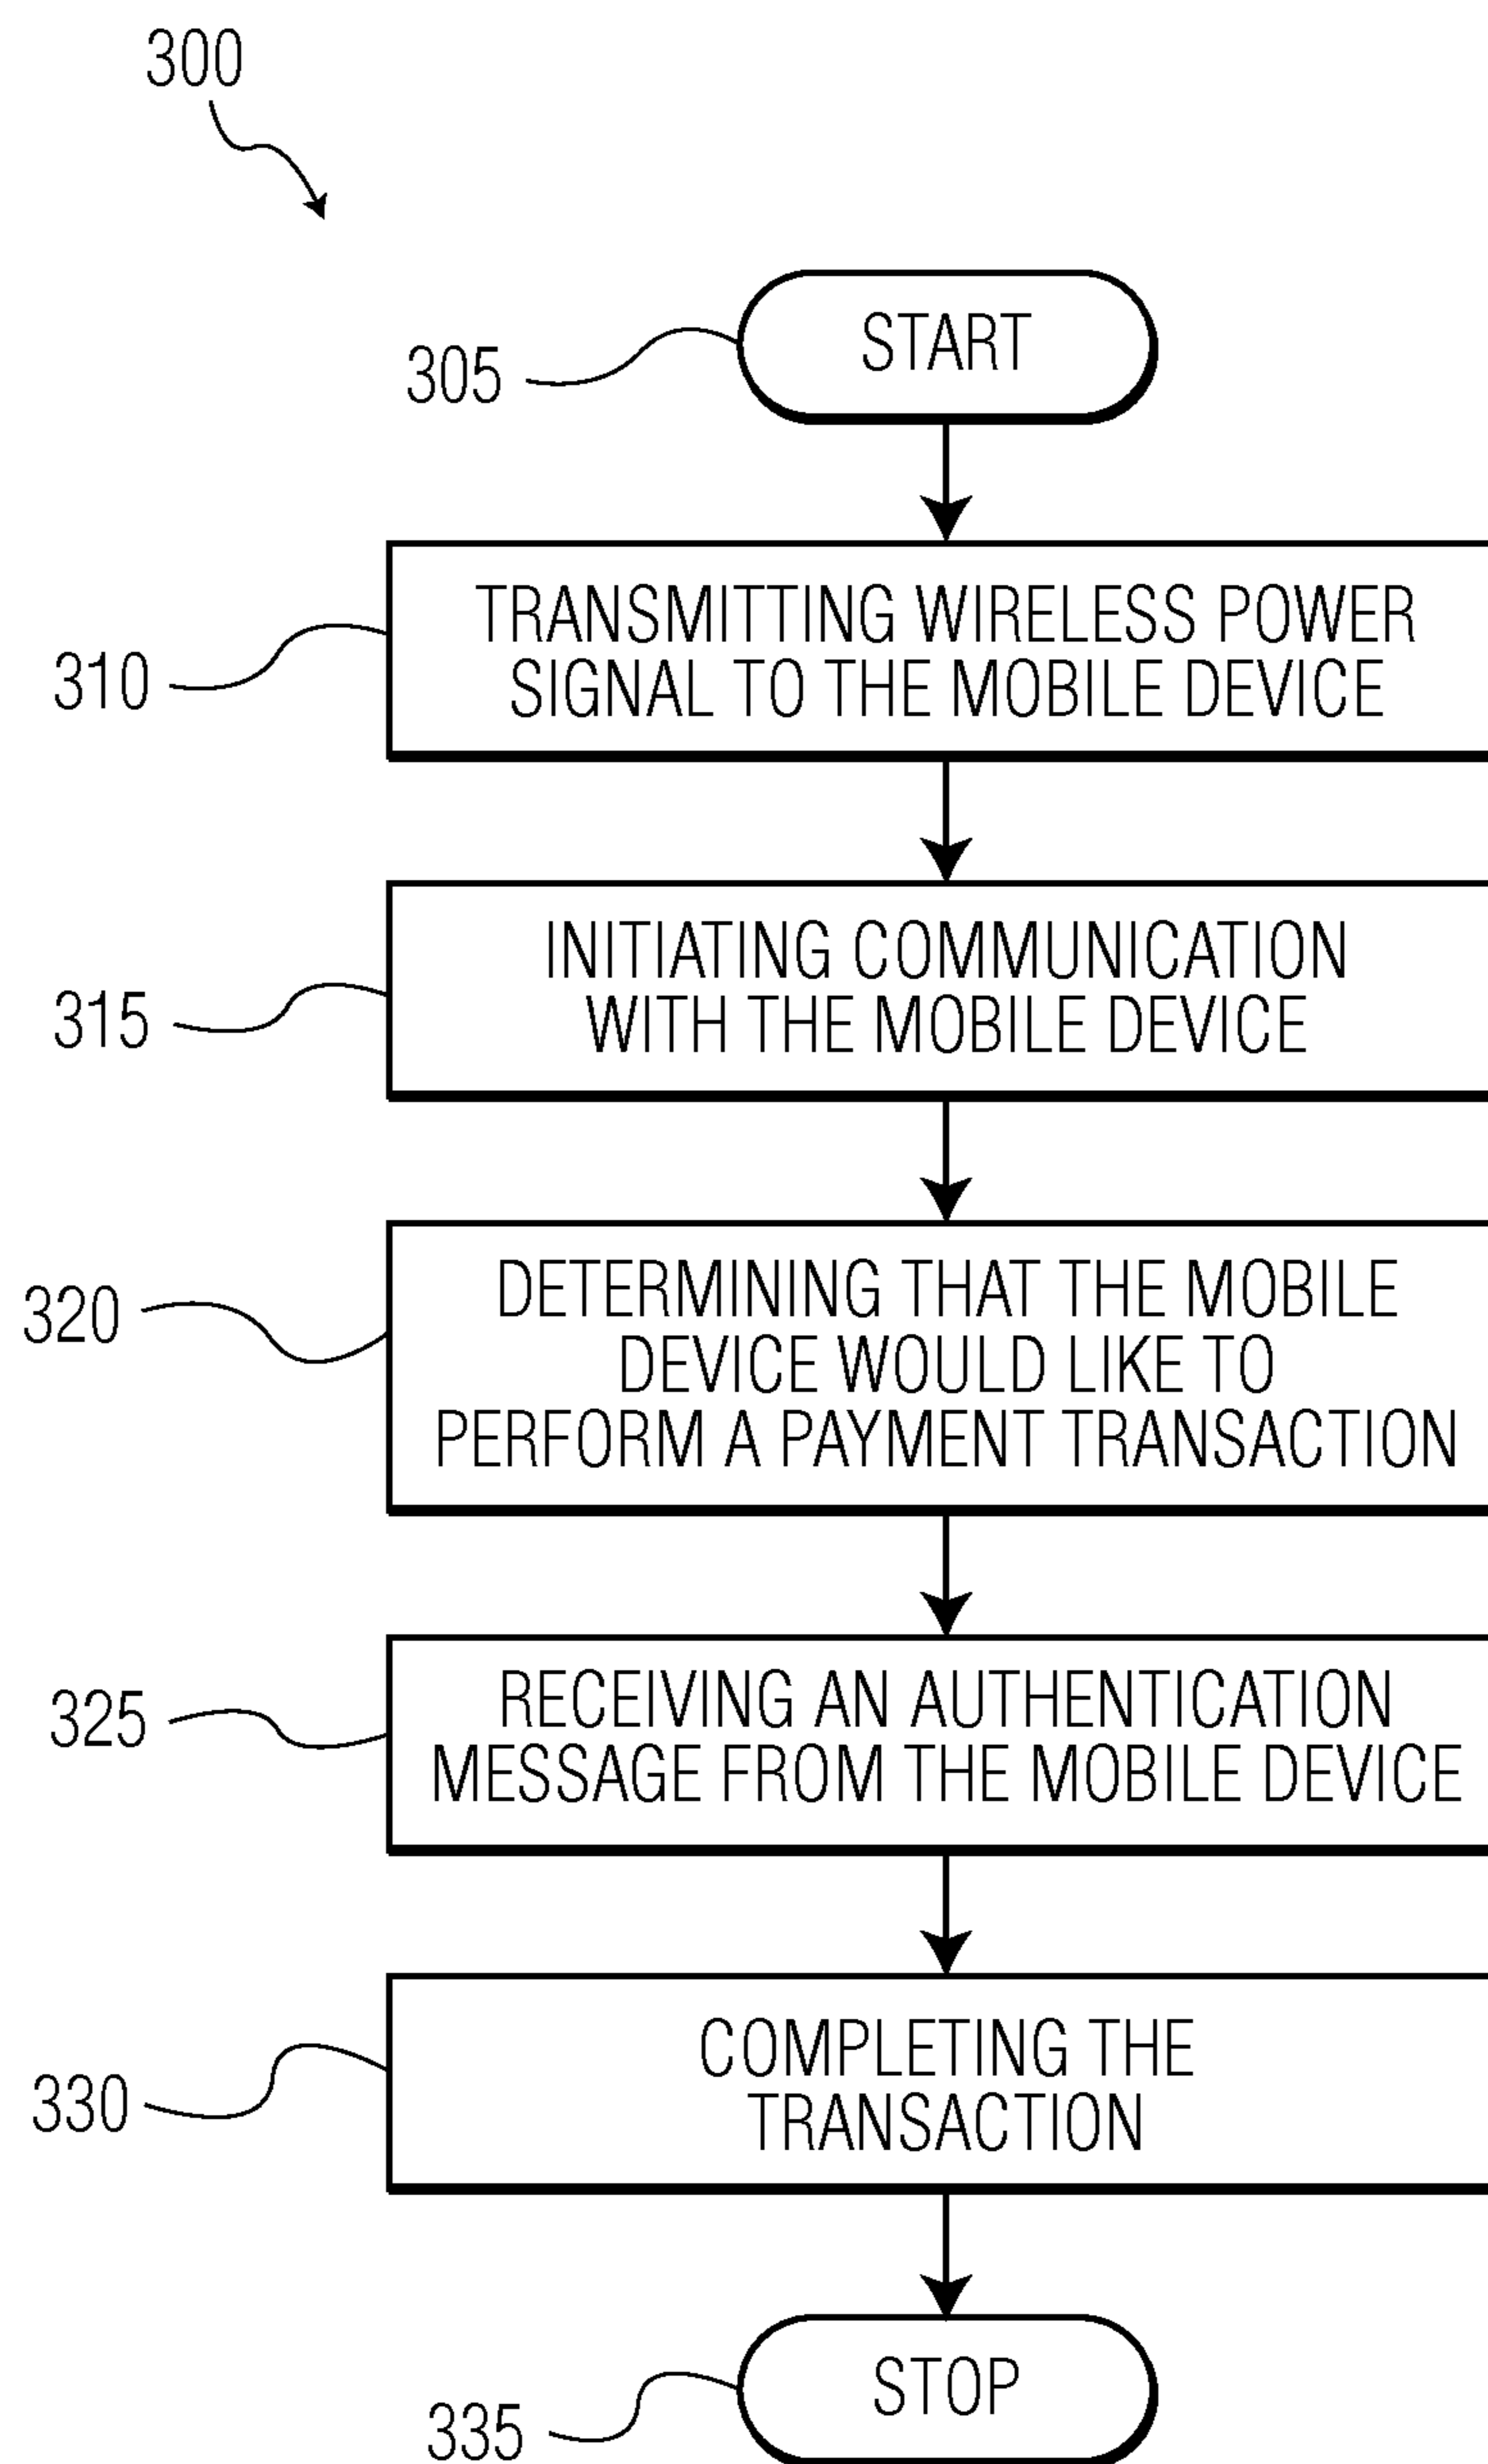 300
305
START
310
TRANSMITTING WIRELESS POWER
SIGNAL TO THE MOBILE DEVICE
315
INITIATING COMMUNICATION
WITH THE MOBILE DEVICE
320
DETERMINING THAT THE MOBILE
DEVICE WOULD LIKE TO
PERFORM A PAYMENT TRANSACTION
325
RECEIVING AN AUTHENTICATION
MESSAGE FROM THE MOBILE DEVICE
330
COMPLETING THE
TRANSACTION
335
STOP